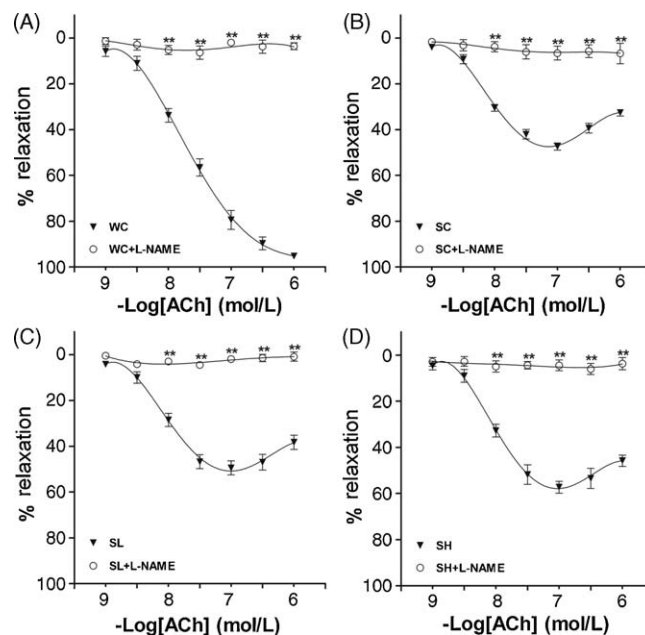 (A)
0
20
40
60
80
100
% relaxation
** ** ** ** **
WC
WC+L-NAME
9 8 7 6
-Log[ACh] (mol/L)
(B)
0
20
40
60
80
100
% relaxation
** ** ** ** **
SC
SC+L-NAME
9 8 7 6
-Log[ACh] (mol/L)
(C)
0
20
40
60
80
100
% relaxation
** ** ** ** **
SL
SL+L-NAME
9 8 7 6
-Log[ACh] (mol/L)
(D)
0
20
40
60
80
100
% relaxation
** ** ** ** **
SH
SH+L-NAME
9 8 7 6
-Log[ACh] (mol/L)